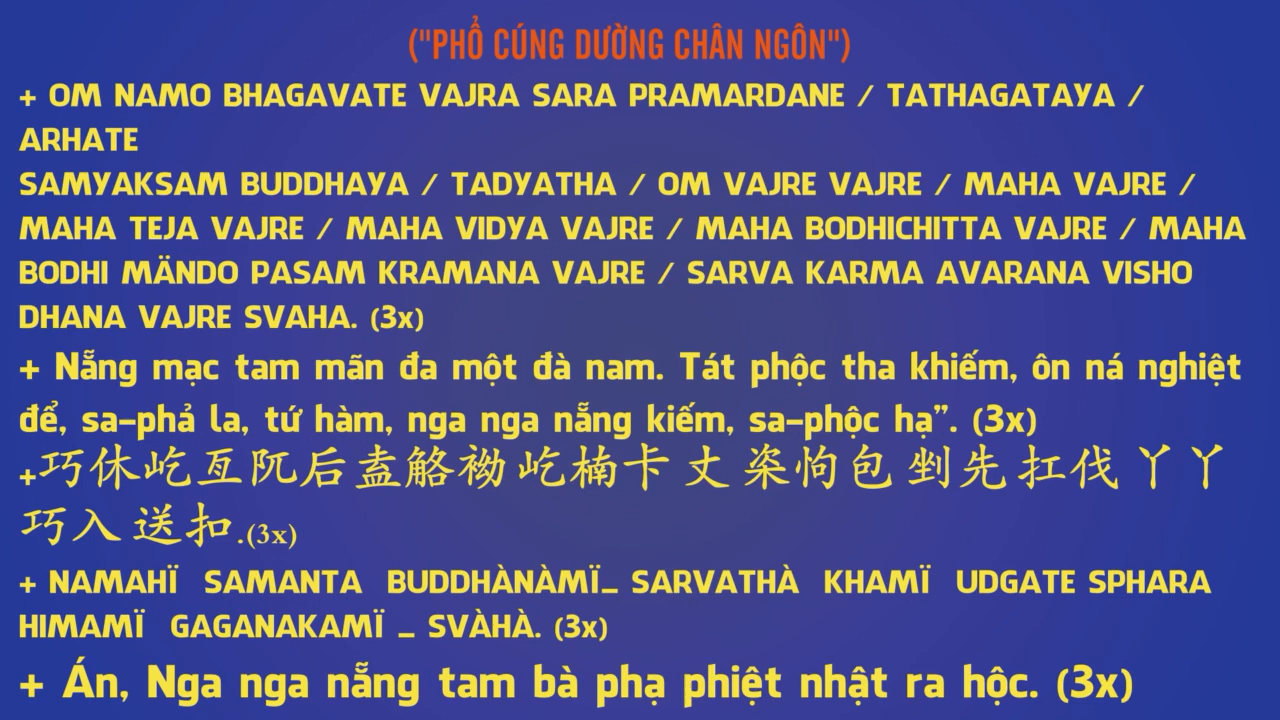 ("PHỔ CÚNG DƯỜNG CHÂN NGÔN")
+ OM NAMO BHAGAVATE VAJRA SARA PRAMARDANE / TATHAGATAYA /
ARHATE
SAMYAKSAM BUDDHAYA / TADYATHA / OM VAJRE VAJRE / MAHA VAJRE /
MAHA TEJA VAJRE / MAHA VIDYA VAJRE / MAHA BODHICHITTA VAJRE / MAHA
BODHI MÄNDO PASAM KRAMANA VAJRE / SARVA KARMA AVARANA VISHO
DHANA VAJRE SVAHA. (3x)
+ Nẵng mạc tam mãn đa một đà nam. Tát phộc tha khiếm, ôn ná nghiệt
để, sa-phả la, tứ hàm, nga nga nẵng kiếm, sa-phộc hạ”. (3x)
+巧休屹亙阢后盍觡袎屹楠卡丈粢怐包剉先扛伐丫丫
巧入送扣.(3x)
+ NAMAHÏ SAMANTA BUDDHÀNÀMÏ_ SARVATHÀ KHAMÏ UDGATE SPHARA
HIMAMÏ GAGANAKAMÏ _ SVÀHÀ. (3x)
+ Án, Nga nga nẵng tam bà phạ phiệt nhật ra hộc. (3x)